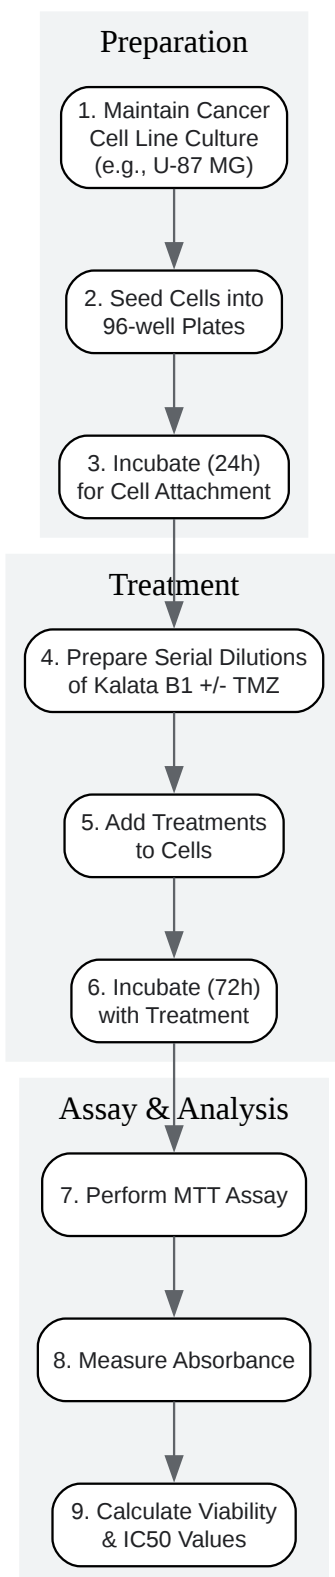 Preparation
1. Maintain Cancer
Cell Line Culture
(e.g., U-87 MG)
2. Seed Cells into
96-well Plates
3. Incubate (24h)
for Cell Attachment
Treatment
4. Prepare Serial Dilutions
of Kalata B1 +/- TMZ
5. Add Treatments
to Cells
6. Incubate (72h)
with Treatment
Assay & Analysis
7. Perform MTT Assay
8. Measure Absorbance
9. Calculate Viability
& IC50 Values